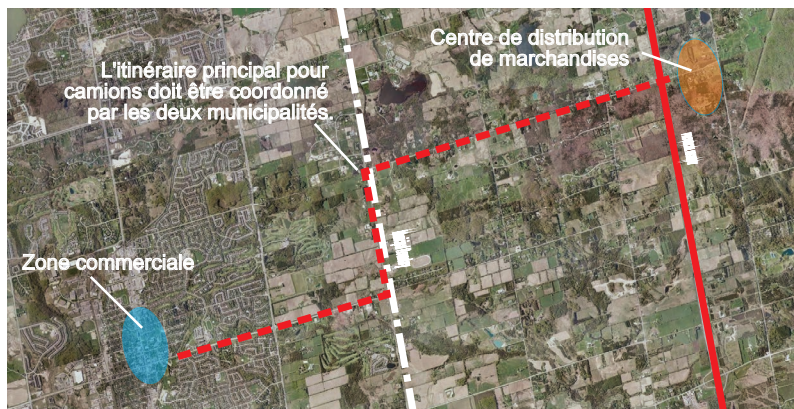 Centre de distribution
de marchandises
L'itinéraire principal pour
camions doit être coordonné
par les deux municipalités.
Zone commerciale